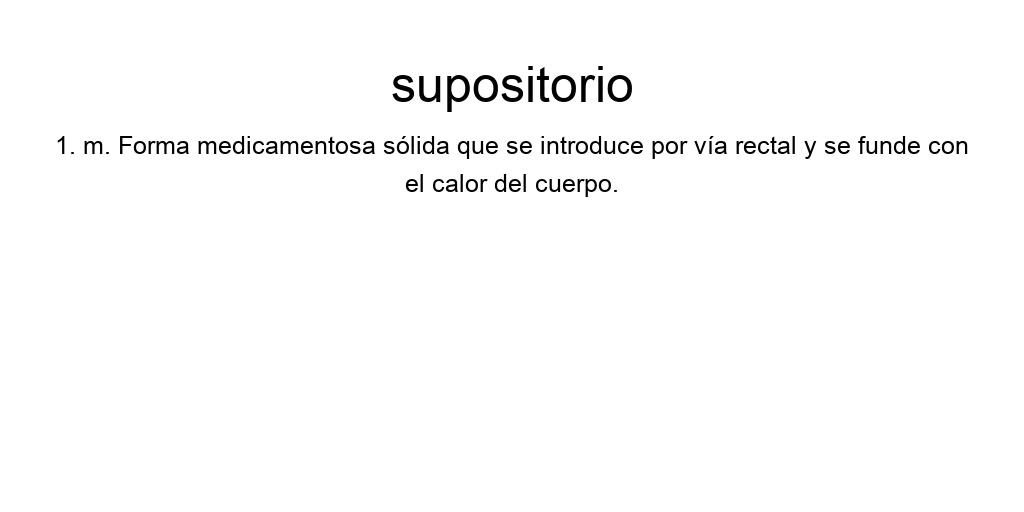 supositorio
1. m. Forma medicamentosa sólida que se introduce por vía rectal y se funde con
el calor del cuerpo.